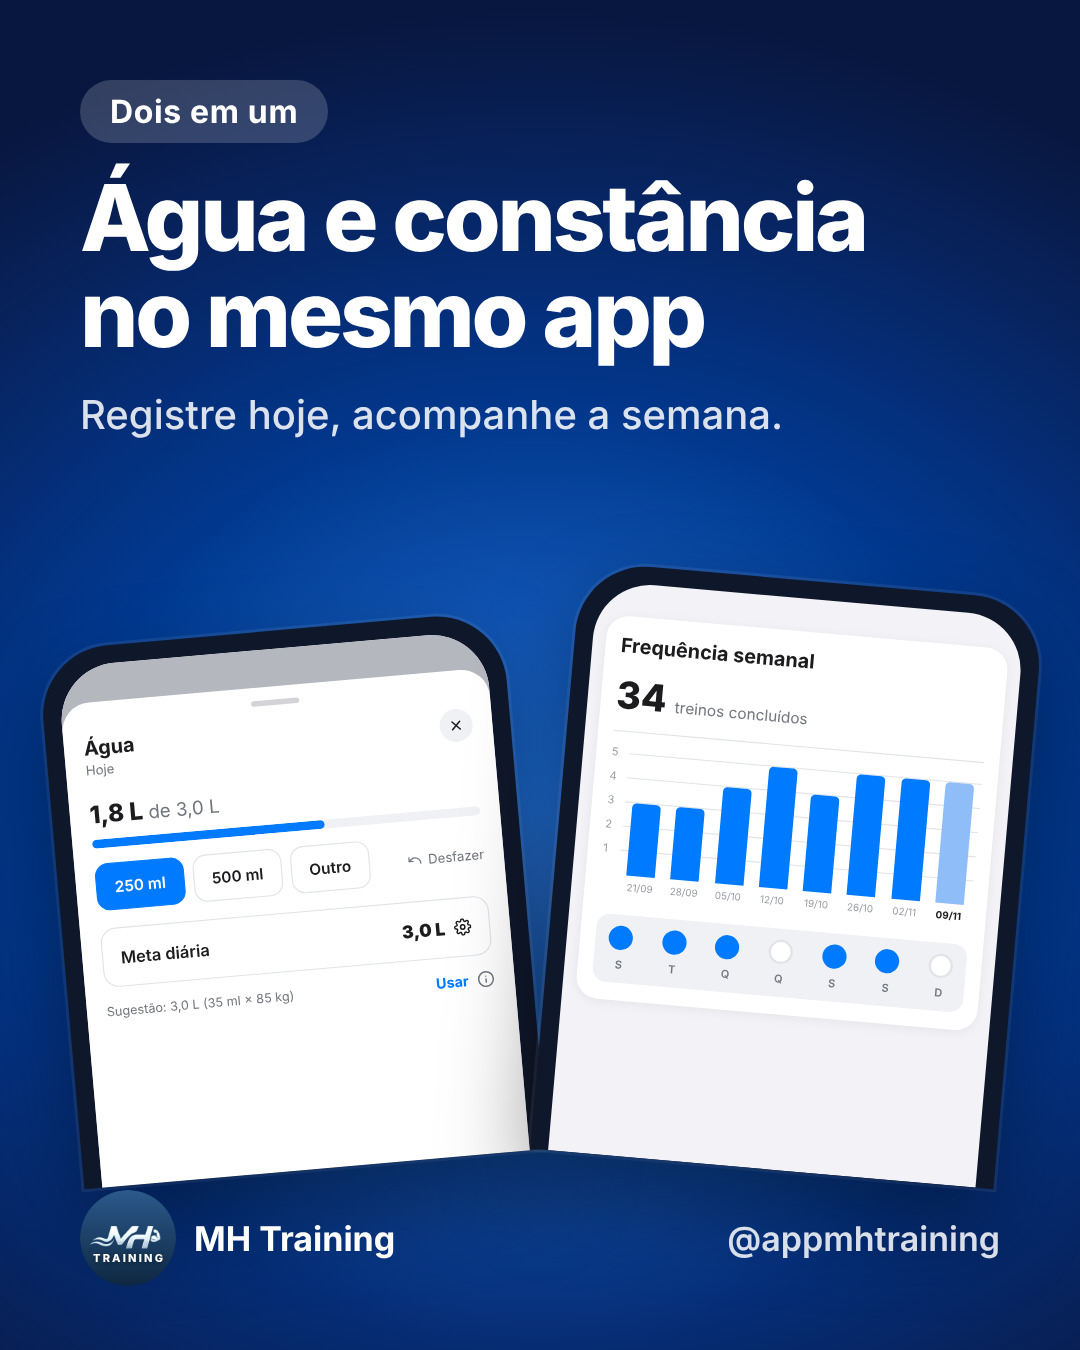 Dois em um
Água e constância
no mesmo app
Registre hoje, acompanhe a semana.
Água
Hoje
1,8 L de 3,0 L
250 ml
500 ml
Outro
Desfazer
Meta diária
3,0 L
Sugestão: 3,0 L (35 ml × 85 kg)
Usar
Frequência semanal
34 treinos concluídos
5
4
3
2
1
21/09 28/09 05/10 12/10 19/10 26/10 02/11 09/11
S T Q Q S S D
MH
TRAINING
MH Training
@appmhtraining